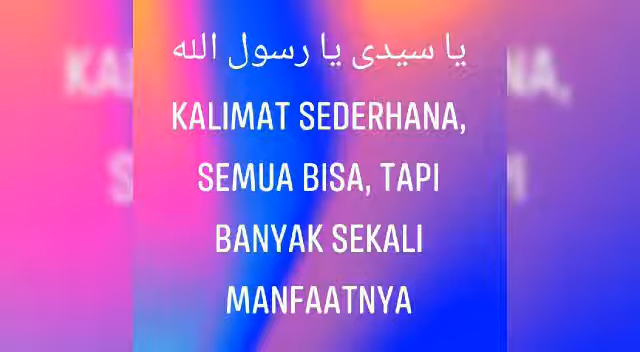 يا سيدى يا رسول الله
KALIMAT SEDERHANA,
SEMUA BISA, TAPI
BANYAK SEKALI
MANFAATNYA